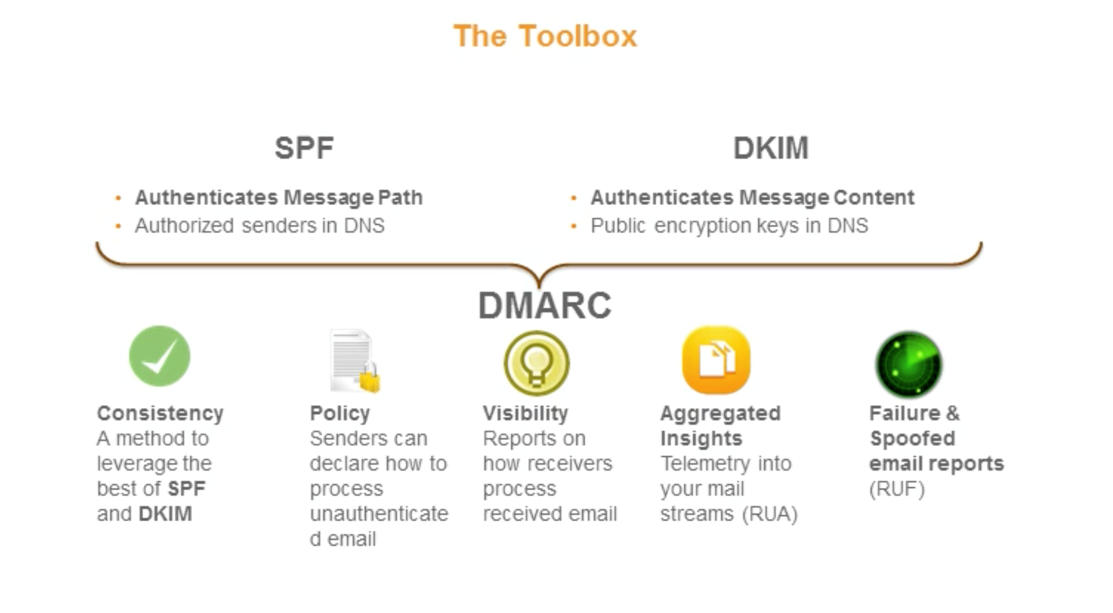 The Toolbox
SPF
• Authenticates Message Path
• Authorized senders in DNS
DKIM
• Authenticates Message Content
• Public encryption keys in DNS
DMARC
Consistency
A method to
leverage the
best of SPF
and DKIM
Policy
Senders can
declare how to
process
unauthenticate
d email
Visibility
Reports on
how receivers
process
received email
Aggregated
Insights
Telemetry into
your mail
streams (RUA)
Failure &
Spoofed
email reports
(RUF)